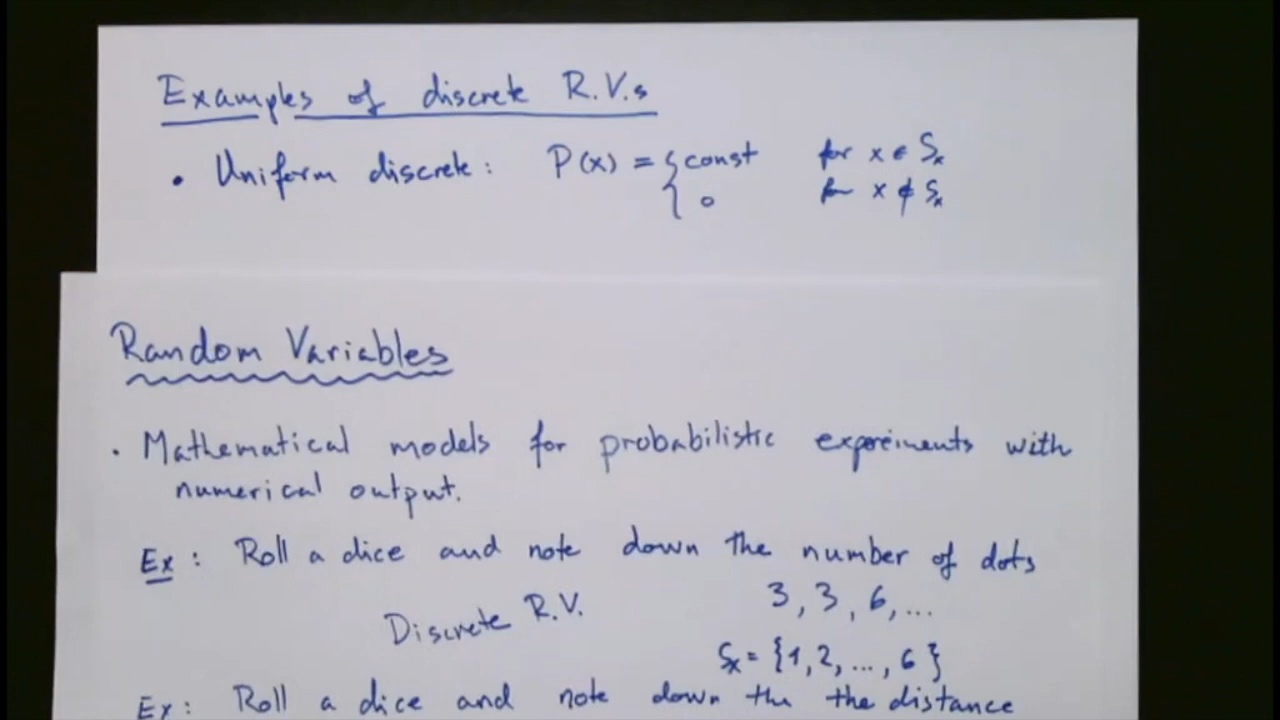 Examples of discrete R.V.s
• Uniform discrete: P(x) = { const for x ∈ Sx
0 for x ∉ Sx
Random Variables
• Mathematical models for probabilistic expereiments with
numerical output.
Ex: Roll a dice and note down the number of dots
3, 3, 6, ...
Discrete R.V.
Sx = {1, 2, ..., 6}
Ex: Roll a dice and note down the the distance